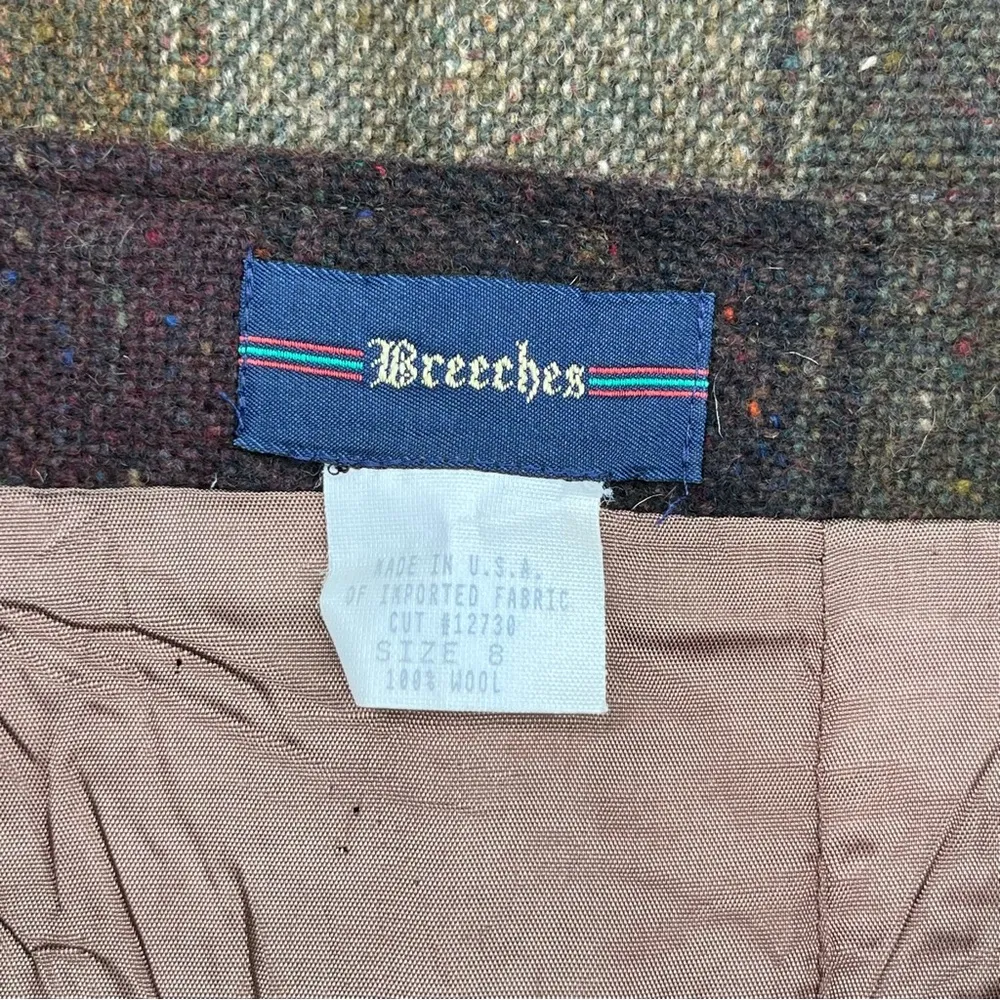 Breeches
MADE IN U.S.A.
OF IMPORTED FABRIC
CUT #12730
SIZE 8
100% WOOL